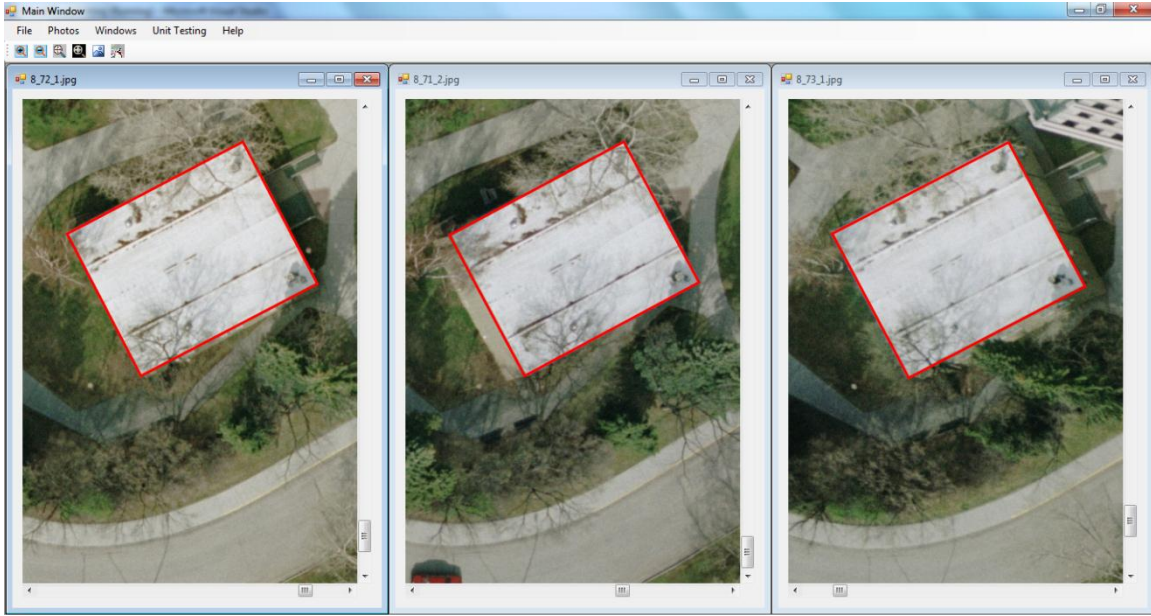 Main Window
File Photos Windows Unit Testing Help
8_72_1.jpg
8_71_2.jpg
8_73_1.jpg